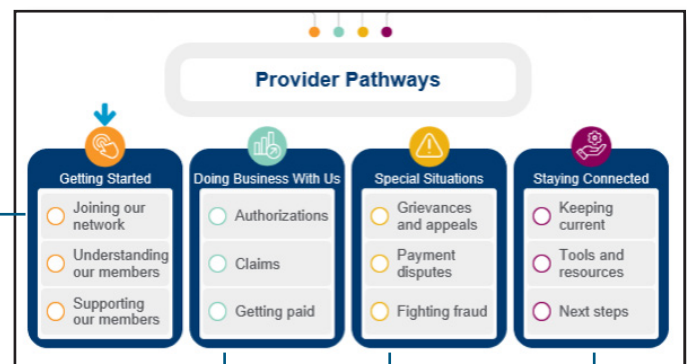 Provider Pathways
Getting Started
Joining our
network
Understanding
our members
Supporting
our members
Doing Business With Us
Authorizations
Claims
Getting paid
Special Situations
Grievances
and appeals
Payment
disputes
Fighting fraud
Staying Connected
Keeping
current
Tools and
resources
Next steps